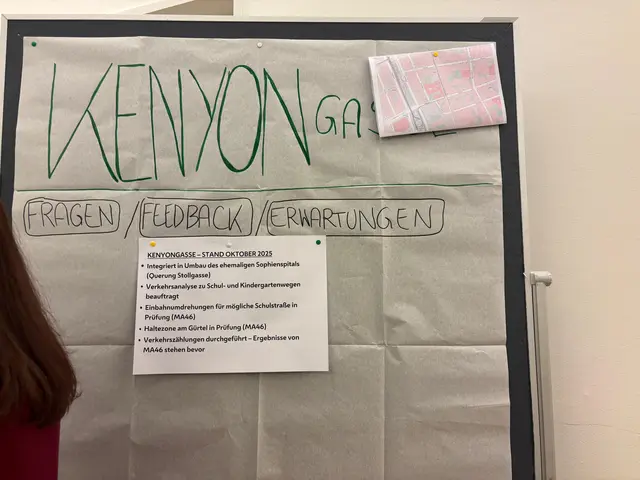 KENYONGAS E
FRAGEN / FEEDBACK / ERWARTUNGEN
KENYONGASSE – STAND OKTOBER 2025
• Integriert in Umbau des ehemaligen Sophienspitals
(Querung Stollgasse)
• Verkehrsanalyse zu Schul- und Kindergartenwegen
beauftragt
• Einbahnumdrehungen für mögliche Schulstraße in
Prüfung (MA46)
• Haltezone am Gürtel in Prüfung (MA46)
• Verkehrszählungen durchgeführt – Ergebnisse von
MA46 stehen bevor